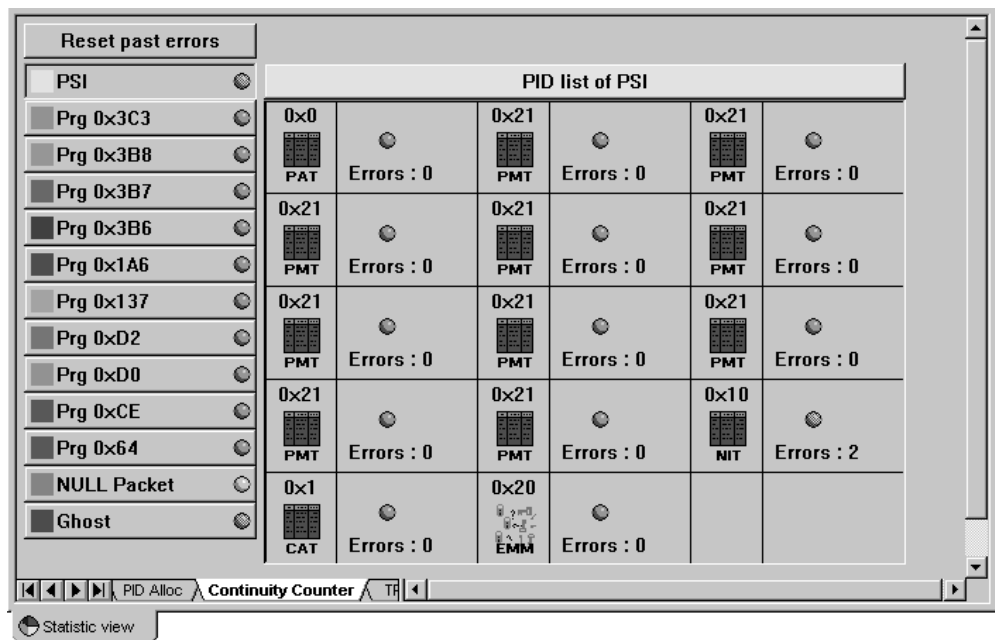 Reset past errors
PSI
Prg 0x3C3
Prg 0x3B8
Prg 0x3B7
Prg 0x3B6
Prg 0x1A6
Prg 0x137
Prg 0xD2
Prg 0xD0
Prg 0xCE
Prg 0x64
NULL Packet
Ghost
PID list of PSI
0x0 0x21 0x21
Errors : 0 Errors : 0 Errors : 0
PAT PMT PMT
0x21 0x21 0x21
Errors : 0 Errors : 0 Errors : 0
PMT PMT PMT
0x21 0x21 0x21
Errors : 0 Errors : 0 Errors : 0
PMT PMT PMT
0x21 0x21 0x10
Errors : 0 Errors : 0 Errors : 2
PMT PMT NIT
0x1 0x20
Errors : 0 Errors : 0
CAT EMM
PID Alloc Continuity Counter
Statistic view